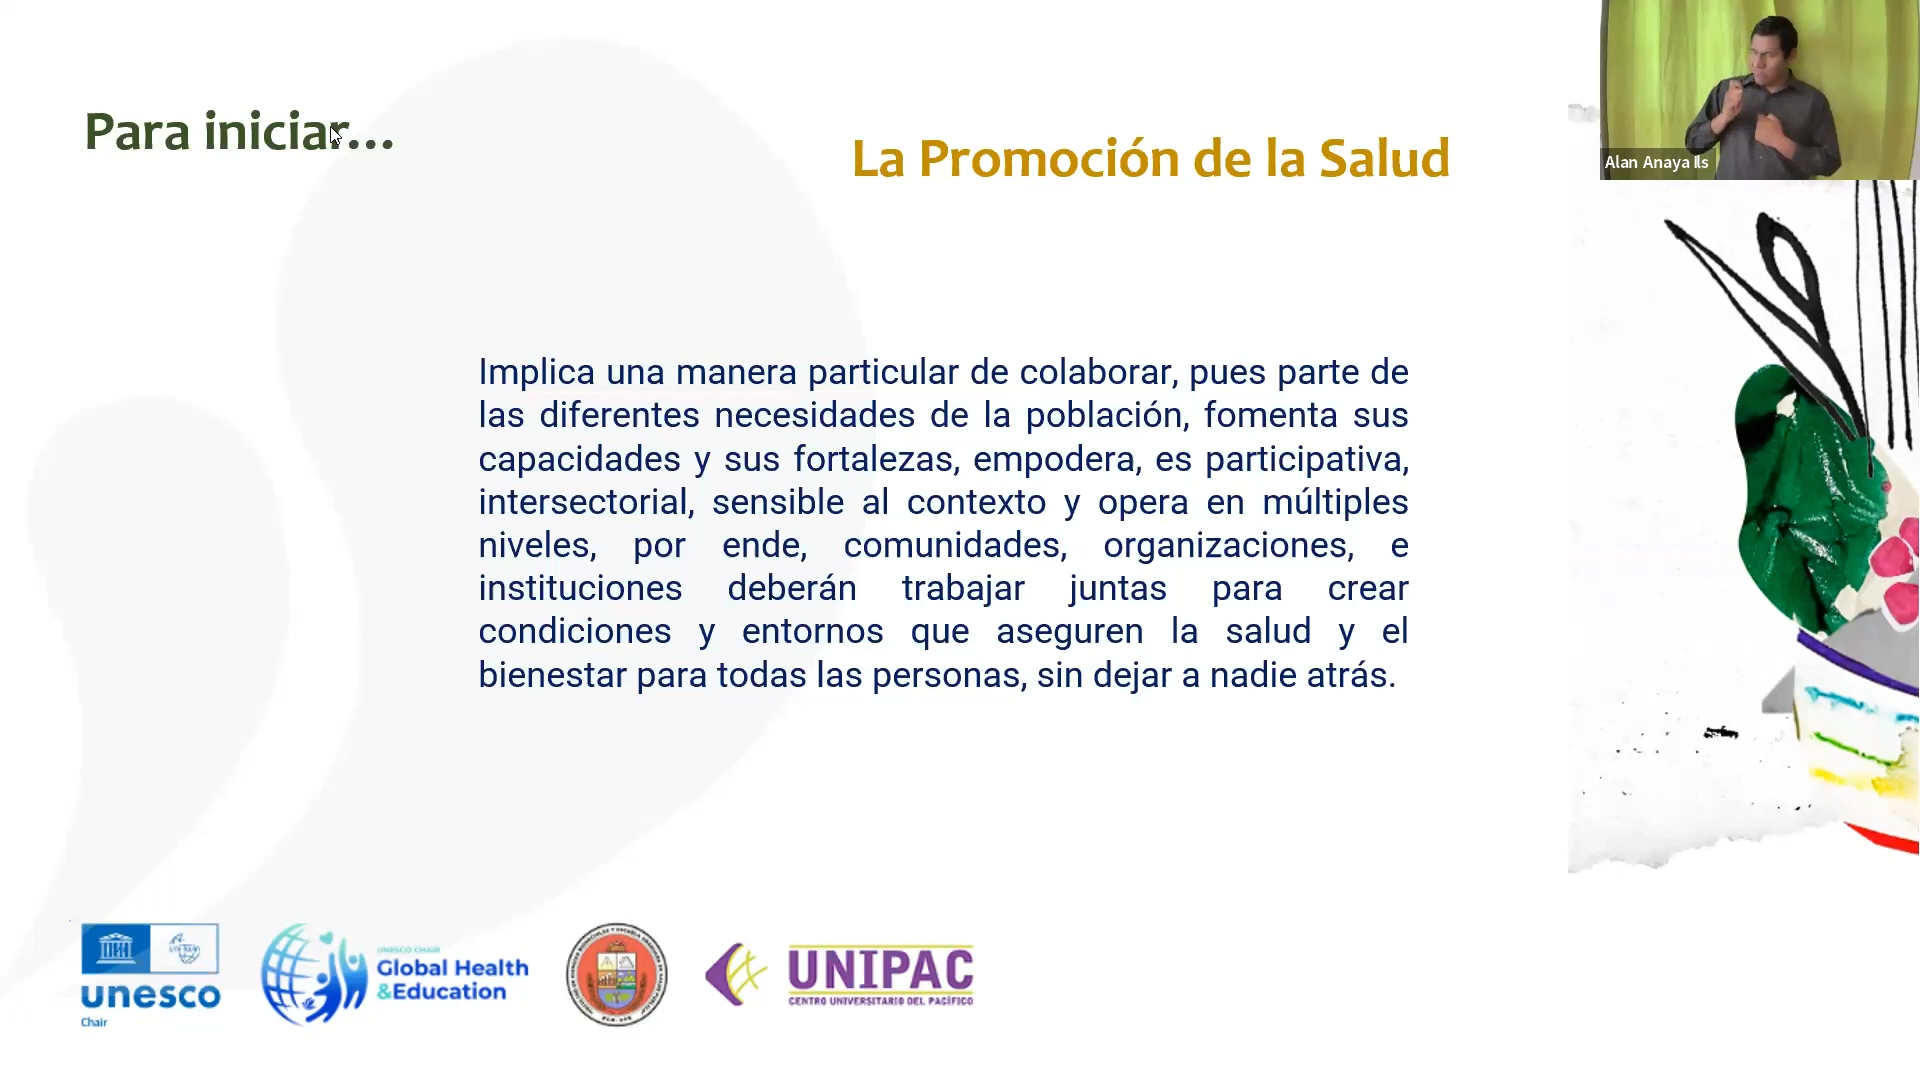 Para iniciar...
La Promoción de la Salud
Alan Anaya Ils
Implica una manera particular de colaborar, pues parte de
las diferentes necesidades de la población, fomenta sus
capacidades y sus fortalezas, empodera, es participativa,
intersectorial, sensible al contexto y opera en múltiples
niveles, por ende, comunidades, organizaciones, e
instituciones deberán trabajar juntas para crear
condiciones y entornos que aseguren la salud y el
bienestar para todas las personas, sin dejar a nadie atrás.
unesco
Chair
UNESCO CHAIR
Global Health
&Education
UNIPAC
CENTRO UNIVERSITARIO DEL PACÍFICO